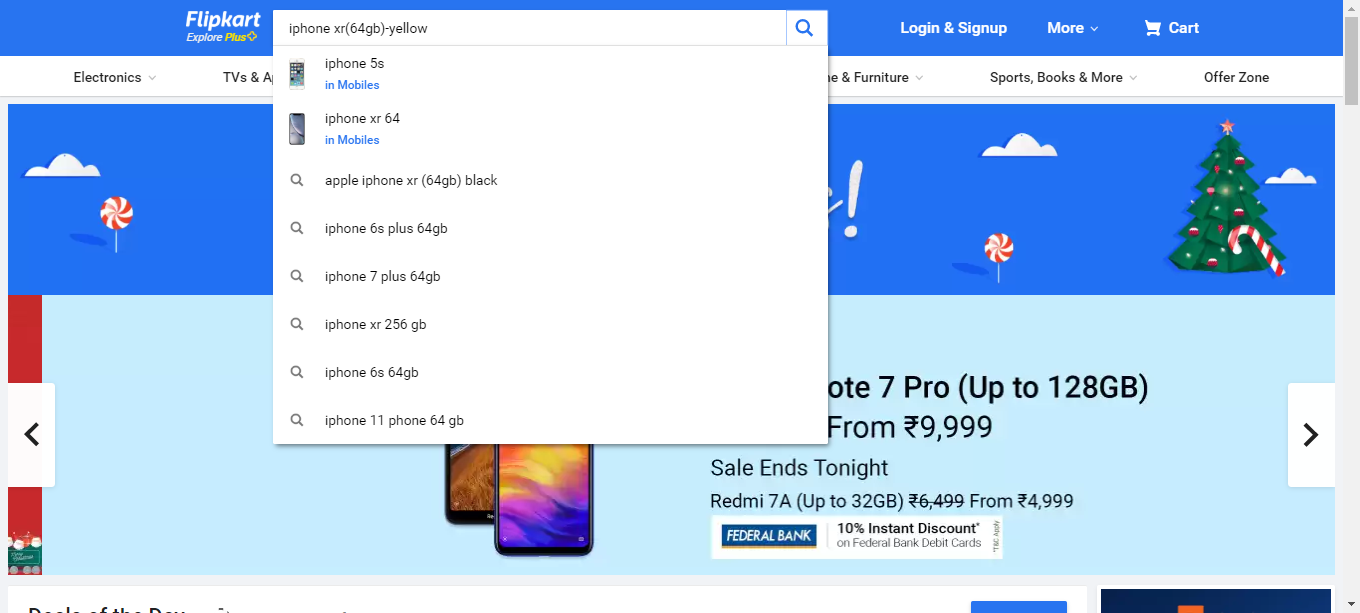 Flipkart
Explore Plus
iphone xr(64gb)-yellow
Login & Signup
More
Cart
Electronics
TVs &
& Furniture
Sports, Books & More
Offer Zone
iphone 5s
in Mobiles
iphone xr 64
in Mobiles
apple iphone xr (64gb) black
iphone 6s plus 64gb
iphone 7 plus 64gb
iphone xr 256 gb
iphone 6s 64gb
iphone 11 phone 64 gb
ote 7 Pro (Up to 128GB)
From ₹9,999
Sale Ends Tonight
Redmi 7A (Up to 32GB) ₹6,499 From ₹4,999
FEDERAL BANK
10% Instant Discount*
on Federal Bank Debit Cards
*T&C Apply
Deals of the Day